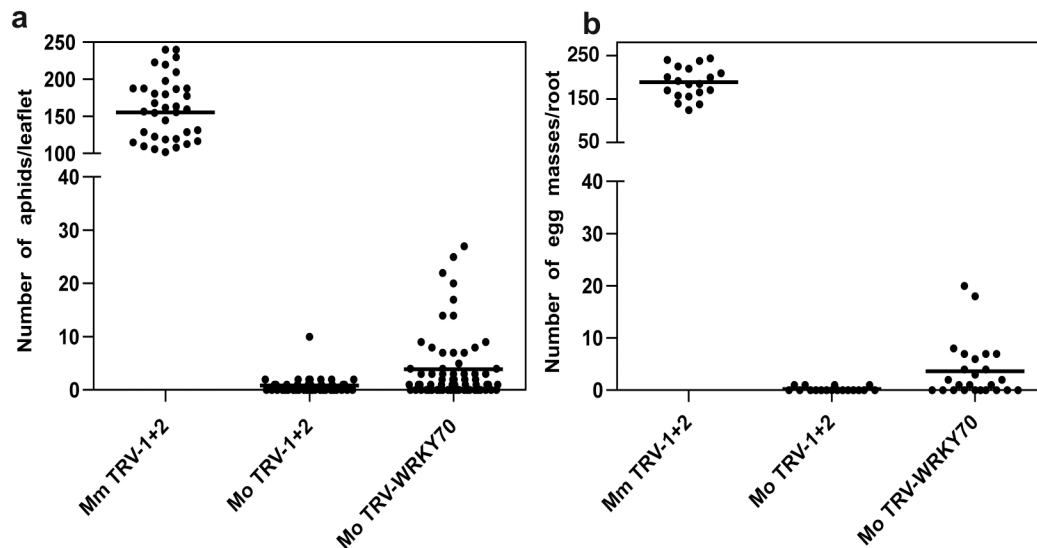 a
Number of aphids/leaflet
250
200
150
100
40
30
20
10
0
Mm TRV-1+2
Mo TRV-1+2
Mo TRV-WRKY70
b
Number of egg masses/root
250
150
50
40
20
0
Mm TRV-1+2
Mo TRV-1+2
Mo TRV-WRKY70